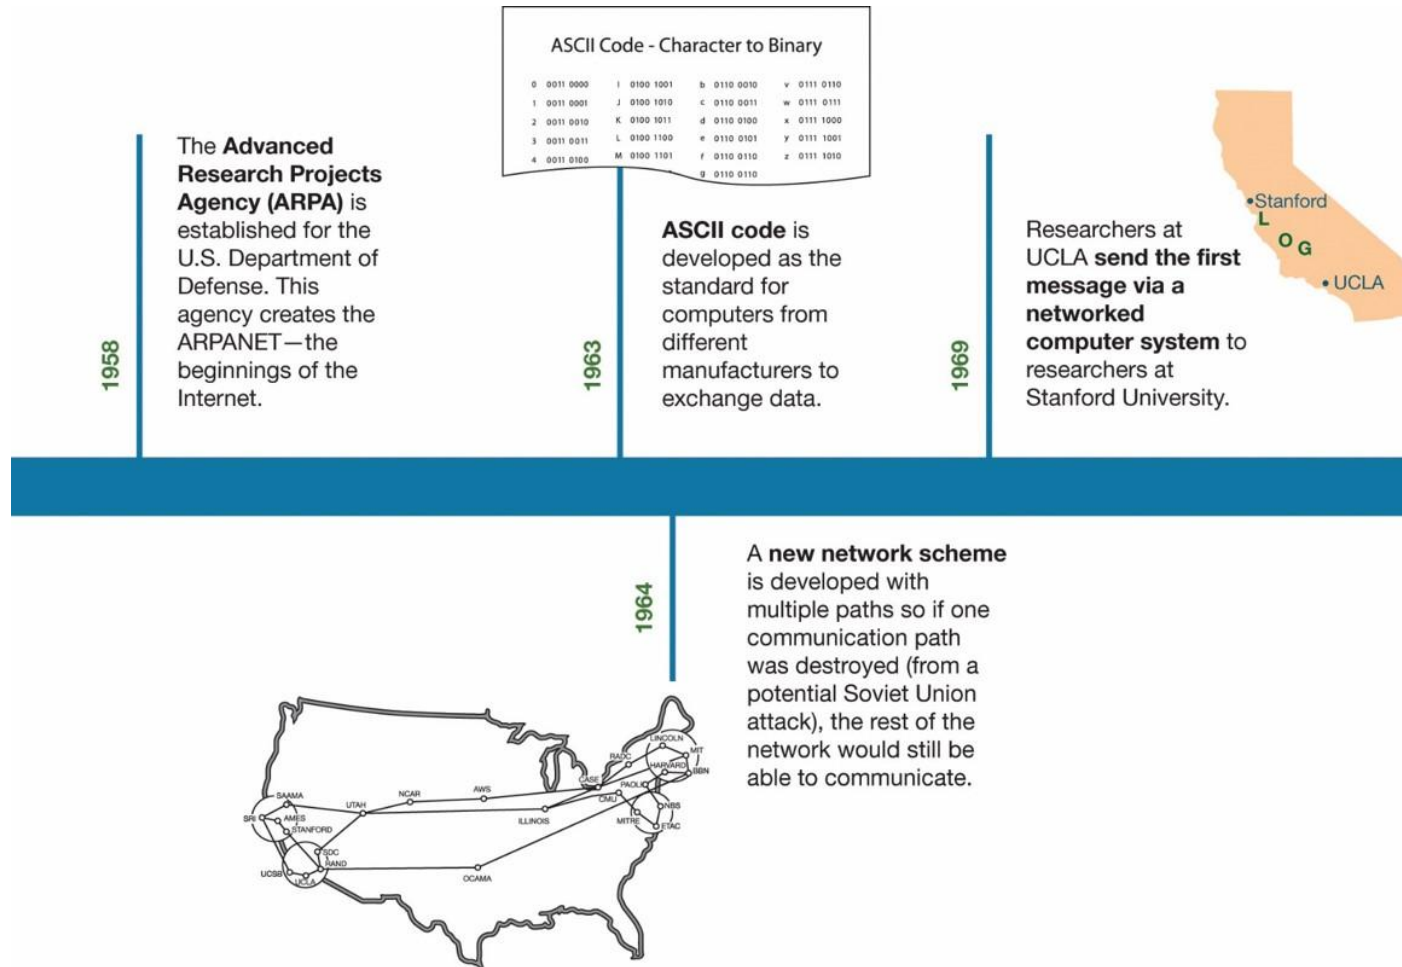 ASCII Code - Character to Binary
0 0011 0000 I 0100 1001 b 0110 0010 v 0111 0110
1 0011 0001 J 0100 1010 c 0110 0011 w 0111 0111
2 0011 0010 K 0100 1011 d 0110 0100 x 0111 1000
3 0011 0011 L 0100 1100 e 0110 0101 y 0111 1001
4 0011 0100 M 0100 1101 f 0110 0110 z 0111 1010
g 0110 0110
1958
The Advanced
Research Projects
Agency (ARPA) is
established for the
U.S. Department of
Defense. This
agency creates the
ARPANET—the
beginnings of the
Internet.
1963
ASCII code is
developed as the
standard for
computers from
different
manufacturers to
exchange data.
1969
Researchers at
UCLA send the first
message via a
networked
computer system to
researchers at
Stanford University.
Stanford
L
O
G
UCLA
1964
A new network scheme
is developed with
multiple paths so if one
communication path
was destroyed (from a
potential Soviet Union
attack), the rest of the
network would still be
able to communicate.
LINCOLN
MIT
RADC
HARVARD
BBN
CASE
PAOLI
AWS
NCAR
SAAMA
UTAH
CMU
NBS
ILLINOIS
MITRE
ETAC
SRI
AMES
STANFORD
SDC
RAND
UCSB
UCLA
OCAMA